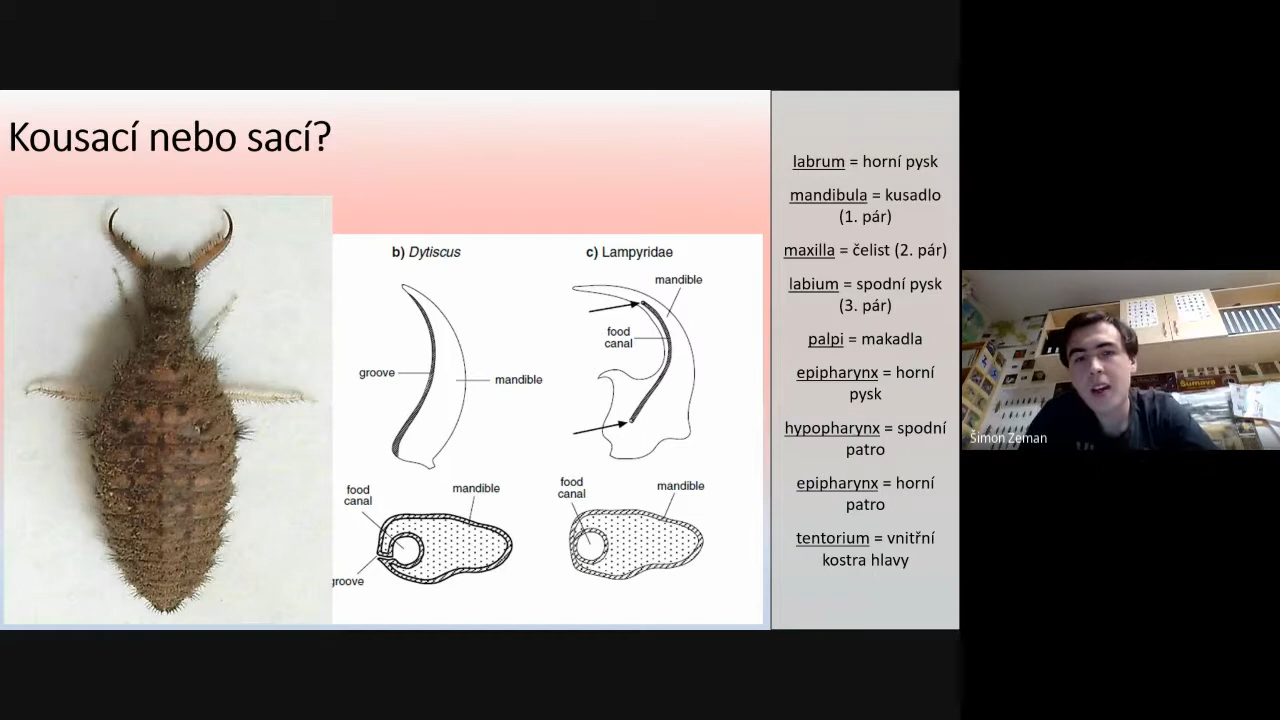 Kousací nebo sací?
b) Dytiscus
c) Lampyridae
mandible
food
canal
groove
mandible
food
canal
mandible
food
canal
mandible
groove
labrum = horní pysk
mandibula = kusadlo
(1. pár)
maxilla = čelist (2. pár)
labium = spodní pysk
(3. pár)
palpi = makadla
epipharynx = horní
pysk
hypopharynx = spodní
patro
epipharynx = horní
patro
tentorium = vnitřní
kostra hlavy
Šimon Zeman
Šumava